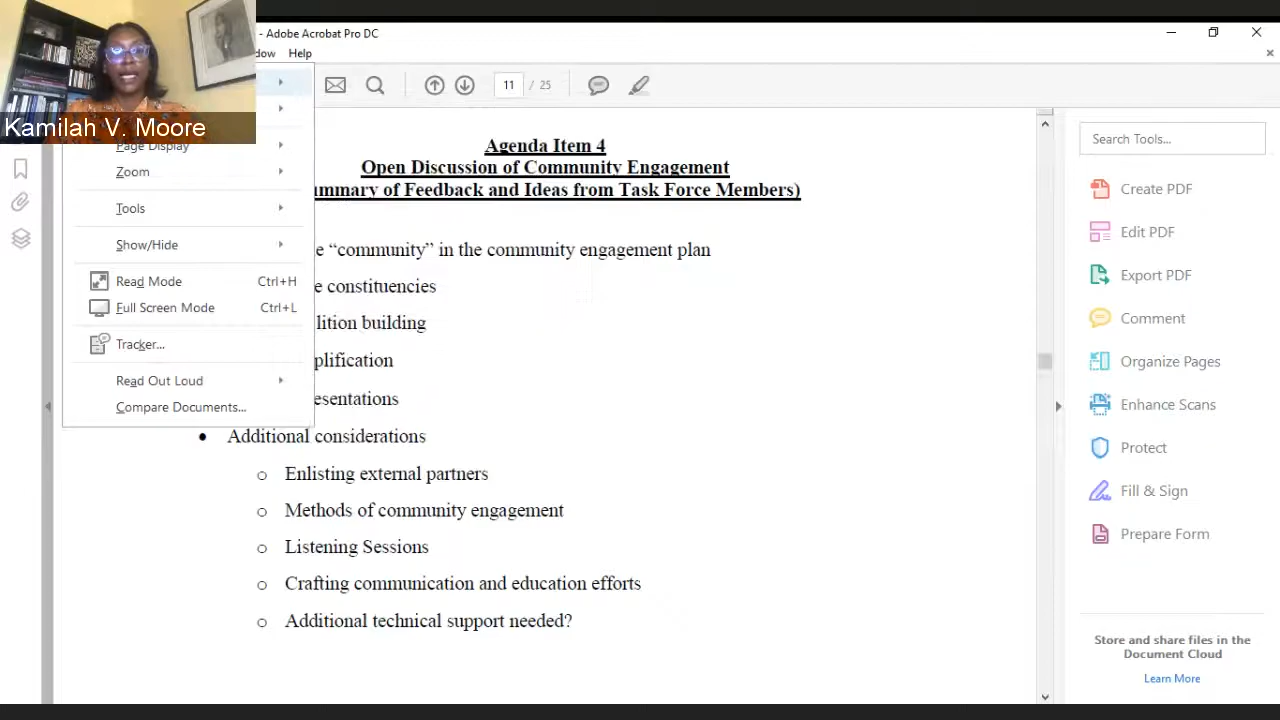 - Adobe Acrobat Pro DC
dow Help
Kamilah V. Moore
11 / 25
Page Display
Zoom
Tools
Show/Hide
Read Mode Ctrl+H
Full Screen Mode Ctrl+L
Tracker...
Read Out Loud
Compare Documents...
Agenda Item 4
Open Discussion of Community Engagement
ummary of Feedback and Ideas from Task Force Members)
e “community” in the community engagement plan
e constituencies
lition building
plification
esentations
• Additional considerations
o Enlisting external partners
o Methods of community engagement
o Listening Sessions
o Crafting communication and education efforts
o Additional technical support needed?
Search Tools...
Create PDF
Edit PDF
Export PDF
Comment
Organize Pages
Enhance Scans
Protect
Fill & Sign
Prepare Form
Store and share files in the
Document Cloud
Learn More